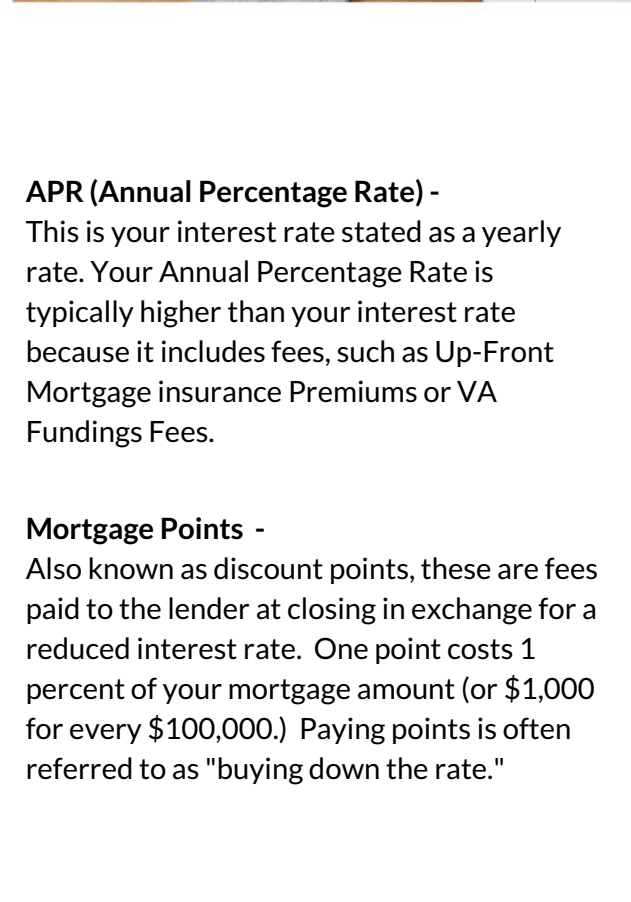 APR (Annual Percentage Rate) -
This is your interest rate stated as a yearly
rate. Your Annual Percentage Rate is
typically higher than your interest rate
because it includes fees, such as Up-Front
Mortgage insurance Premiums or VA
Fundings Fees.
Mortgage Points  -
Also known as discount points, these are fees
paid to the lender at closing in exchange for a
reduced interest rate.  One point costs 1
percent of your mortgage amount (or $1,000
for every $100,000.)  Paying points is often
referred to as "buying down the rate."